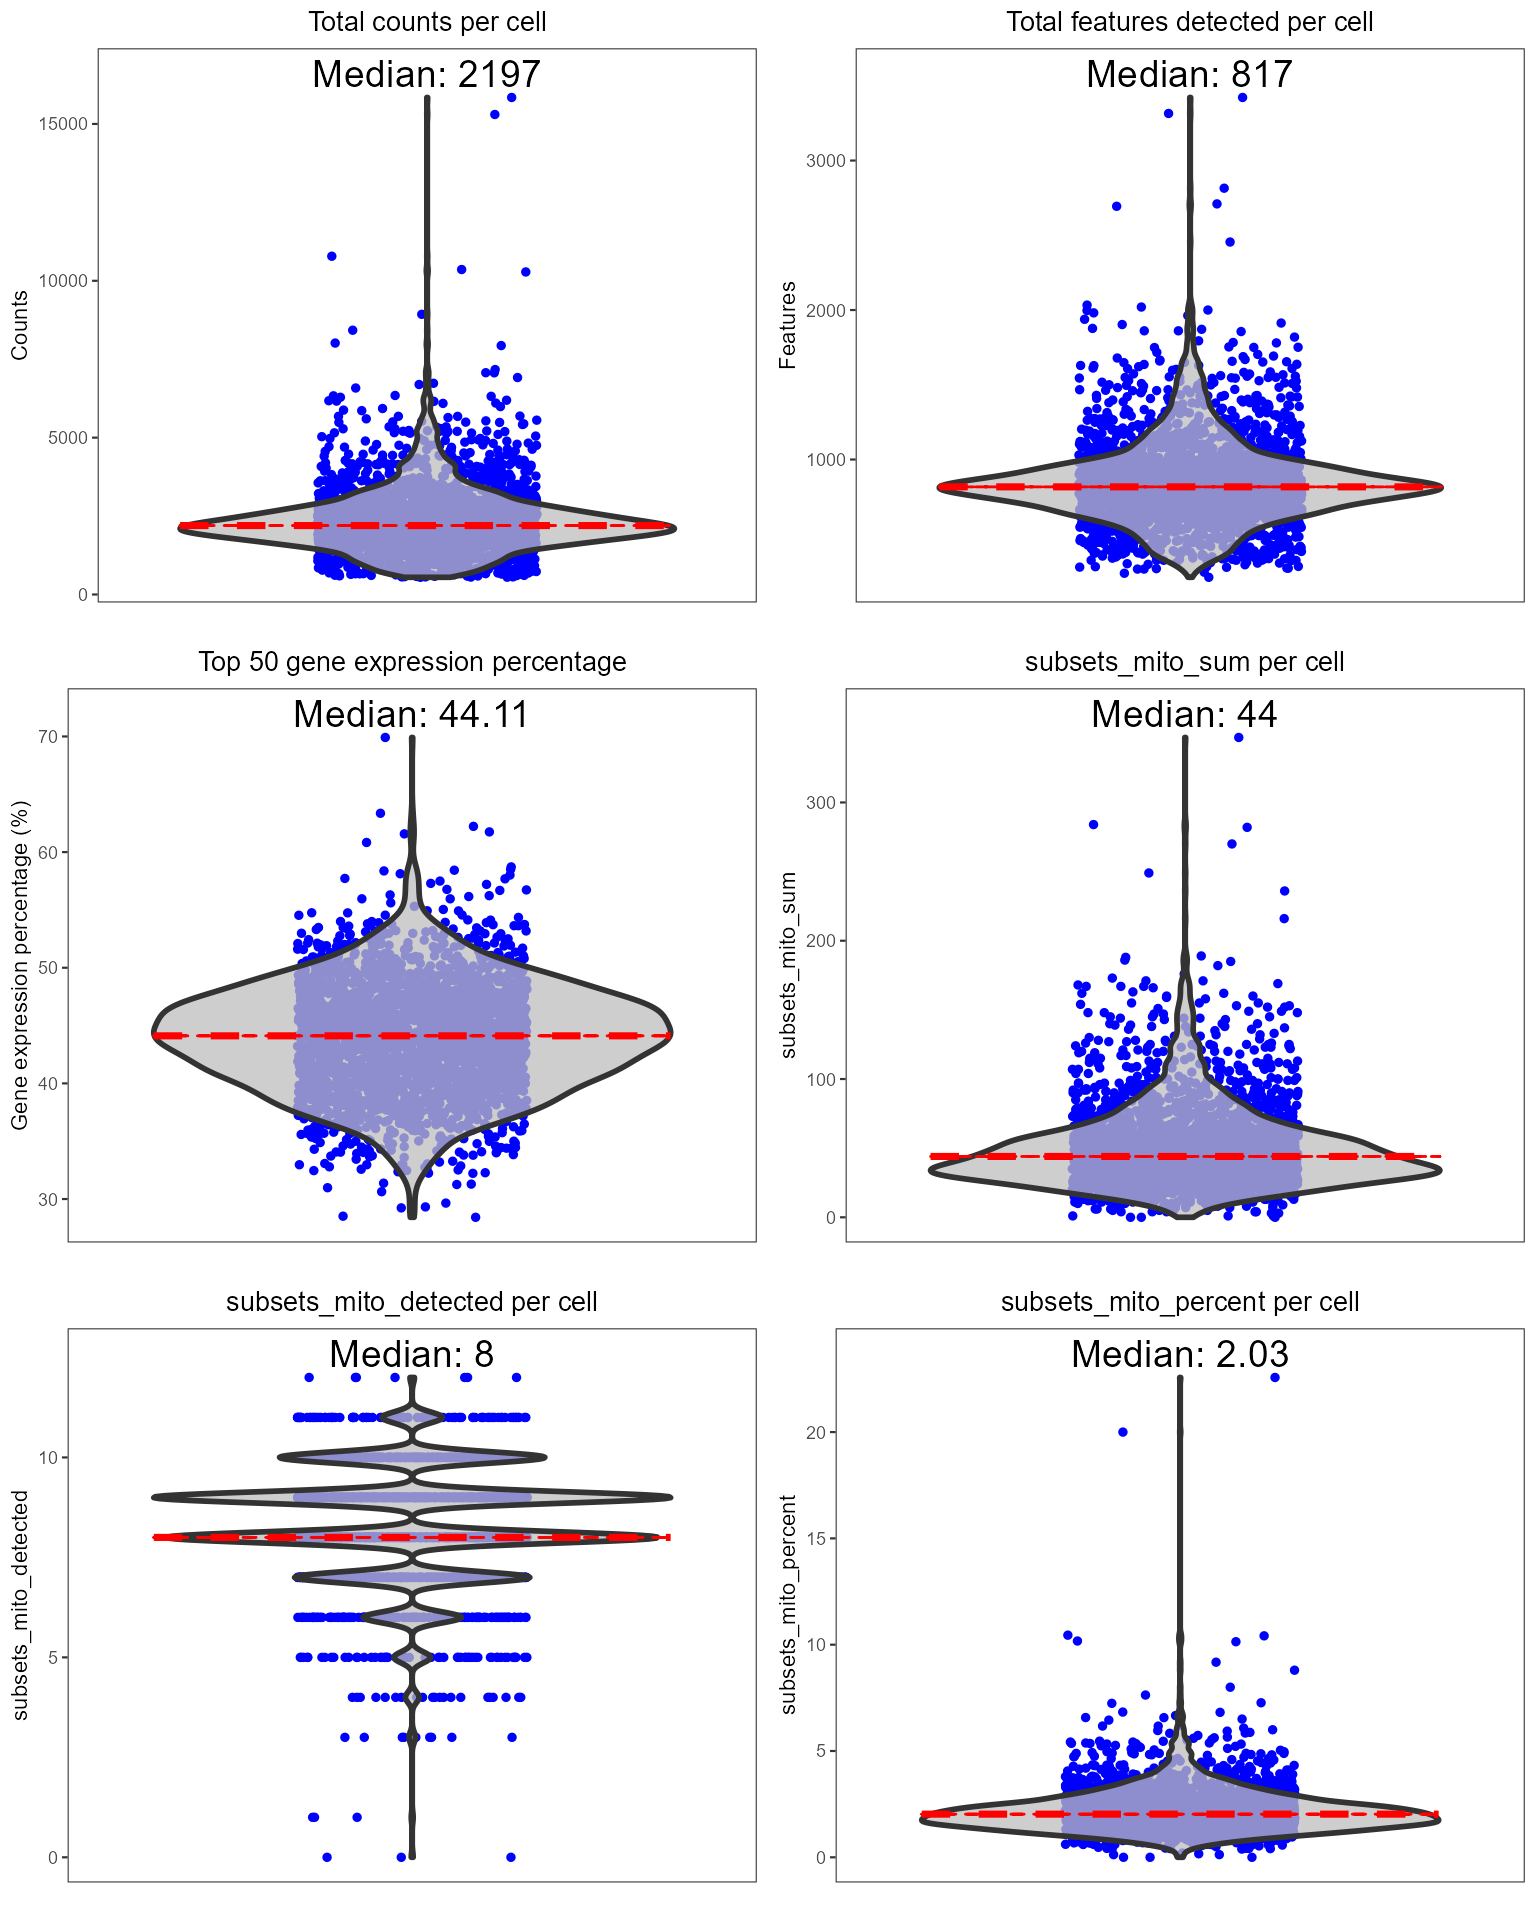 Total counts per cell
Median: 2197
15000
10000
5000
0
Counts
Total features detected per cell
Median: 817
3000
2000
1000
Features
Top 50 gene expression percentage
Median: 44.11
70
60
50
40
30
Gene expression percentage (%)
subsets_mito_sum per cell
Median: 44
300
200
100
0
subsets_mito_sum
subsets_mito_detected per cell
Median: 8
10
5
0
subsets_mito_detected
subsets_mito_percent per cell
Median: 2.03
20
15
10
5
0
subsets_mito_percent